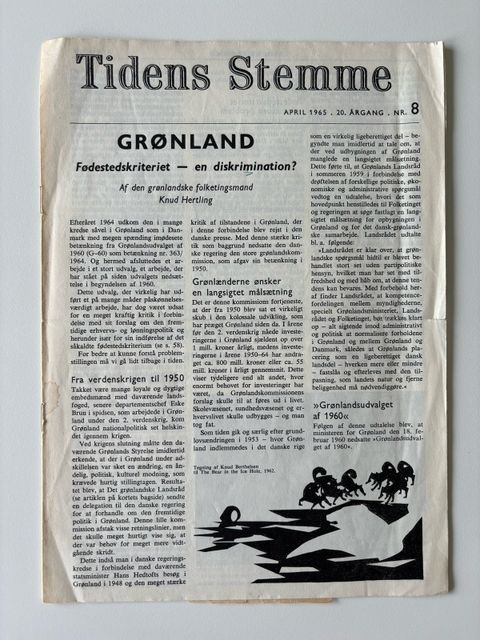 Tidens Stemme
APRIL 1965 . 20. ÅRGANG . NR. 8
GRØNLAND
Fødestedskriteriet — en diskrimination?
Af den grønlandske folketingsmand
Knud Hertling
Efteråret 1964 udkom den i mange
kredse såvel i Grønland som i Dan-
mark med megen spænding imødesete
betænkning fra Grønlandsudvalget af
1960 (G-60) som betænkning nr. 363/
1964. Og hermed afsluttedes et ar-
bejde i et stort udvalg, et arbejde, der
har stået på siden udvalgets nedsæt-
telse i begyndelsen af 1960.
Dette udvalg, der virkelig har ud-
ført et på mange måder påskønnelses-
værdigt arbejde, har dog været udsat
for en meget kraftig kritik i forbin-
delse med sit forslag om den frem-
tidige erhvervs- og lønningspolitik og
herunder især for sin indførelse af det
såkaldte fødestedskriterium (se s. 58).
For bedre at kunne forstå problem-
stillingen må vi gå lidt tilbage i tiden.
Fra verdenskrigen til 1950
Takket være mange loyale og dygtige
embedsmænd med daværende lands-
foged, senere departementschef Eske
Brun i spidsen, som arbejdede i Grøn-
land under den 2. verdenskrig, kom
Grønland nationalpolitisk set helskin-
det igennem krigen.
Ved krigens slutning måtte den da-
værende Grønlands Styrelse imidlertid
erkende, at der i Grønland under ad-
skillelsen var sket en ændring, en ån-
delig, politisk, kulturel modning, som
krævede hurtig stillingtagen. Resulta-
tet blev, at Det grønlandske Landsråd
(se artiklen på kortets bagside) sendte
en delegation til den danske regering
for at forhandle om den fremtidige
politik i Grønland. Denne lille kom-
mission afstak visse retningslinier, men
det skulle meget hurtigt vise sig, at
der var behov for meget mere vidt-
gående skridt.
Dette indså man i danske regerings-
kredse i forbindelse med daværende
statsminister Hans Hedtofts besøg i
Grønland i 1948 og den meget stærke
kritik af tilstandene i Grønland, der
i denne forbindelse blev rejst i den
danske presse. Med denne stærke kri-
tik som baggrund nedsatte den dan-
ske regering den store grønlandskom-
mission, som afgav sin betænkning i
1950.
Grønlænderne ønsker
en langsigtet målsætning
Det er denne kommissions fortjeneste,
at der fra 1950 blev sat et virkeligt
skub i den kolossale udvikling, som
har præget Grønland siden da. I årene
før den 2. verdenskrig nåede investe-
ringerne i Grønland sjældent op over
1 mill. kroner årligt, medens investe-
ringerne i årene 1950–64 har andra-
get ca. 800 mill. kroner eller ca. 55
mill. kroner i årligt gennemsnit. Dette
viser tydeligere end alt andet, hvor
enormt behovet for investeringer har
været, da Grønlandskommissionens
forslag skulle til at føres ud i livet.
Skolevæsenet, sundhedsvæsenet og er-
hvervslivet skulle udbygges – og man
tog fat.
Som tiden gik og særlig efter grund-
lovsændringen i 1953 – hvor Grøn-
land indlemmedes i det danske rige
som en virkelig ligeberettiget del – be-
gyndte man imidlertid at tale om, at
der ved udbygningen af Grønland
manglede en langsigtet målsætning.
Dette førte til, at Grønlands Landsråd
i sommeren 1959 i forbindelse med
drøftelsen af forskellige politiske, øko-
nomiske og administrative spørgsmål
vedtog en udtalelse, hvori det som
hovedpunkt henstilledes til Folketinget
og regeringen at søge fastlagt en lang-
sigtet målsætning for opbygningen i
Grønland og for det dansk-grønland-
ske samarbejde. Landsrådet udtalte
bl. a. følgende:
»Landsrådet er klar over, at grøn-
landske spørgsmål hidtil er blevet be-
handlet stort set uden partipolitiske
hensyn, hvilket man har set med til-
fredshed og med håb om, at denne ten-
dens kan bevares. Med forbehold her-
af finder Landsrådet, at kompetence-
fordelingen mellem myndighederne,
specielt Grønlandsministeriet, Lands-
rådet og Folketinget, bør trækkes klart
op – alt sigtende imod administrativt
og politisk at normalisere forholdene
i Grønland og mellem Grønland og
Danmark, således at Grønlands pla-
cering som en ligeberettiget dansk
landsdel – hverken mere eller mindre
– fastslås og efterleves med den til-
pasning, som landets natur og fjerne
beliggenhed må nødvendiggøre.«
»Grønlandsudvalget
af 1960«
Følgen af denne udtalelse blev, at
ministeren for Grønland den 18. fe-
bruar 1960 nedsatte »Grønlandsudval-
get af 1960«.
Tegning af Knud Berthelsen
til The Bear in the Ice Hole, 1962.